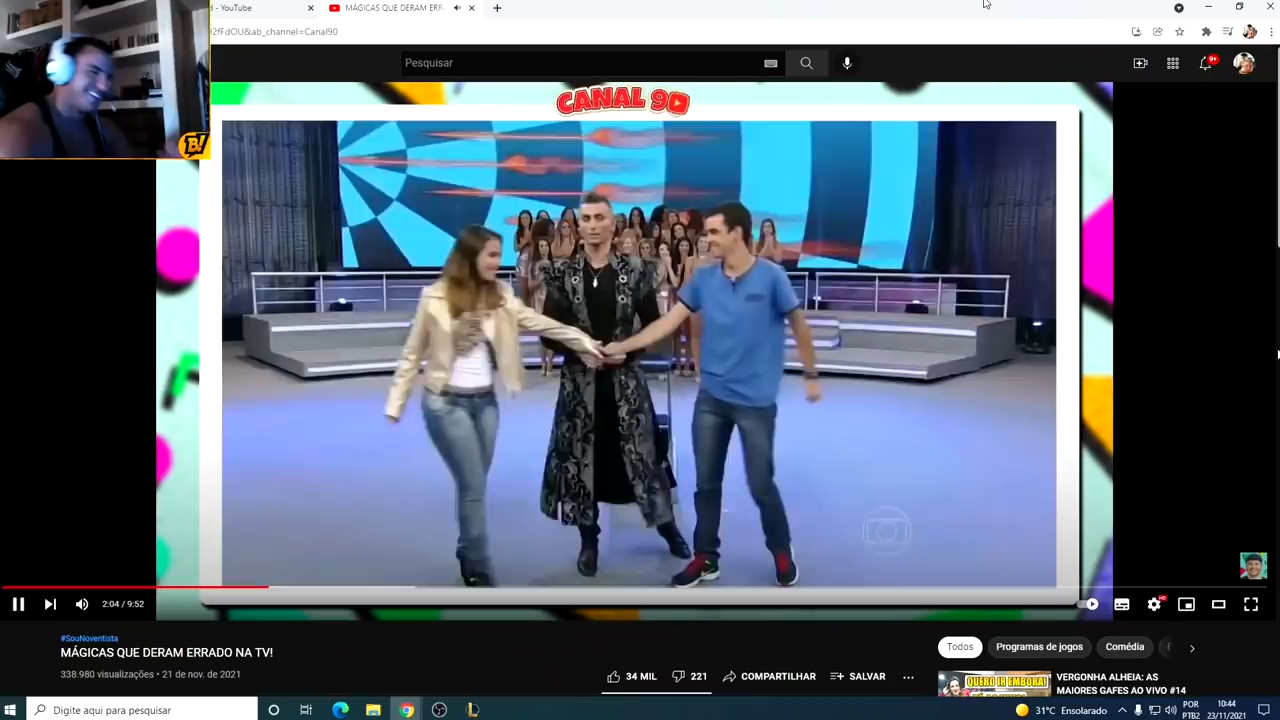 d - YouTube
MÁGICAS QUE DERAM ERR
2fFdOU&ab_channel=Canal90
Pesquisar
9+
CANAL 90
B!
2:04 / 9:52
HD
#SouNoventista
MÁGICAS QUE DERAM ERRADO NA TV!
338.980 visualizações • 21 de nov. de 2021
34 MIL
221
COMPARTILHAR
SALVAR
Todos
Programas de jogos
Comédia
QUERO IR EMBORA!
VERGONHA ALHEIA: AS
MAIORES GAFES AO VIVO #14
Digite aqui para pesquisar
31°C Ensolarado
POR
PTB2
10:44
23/11/2021